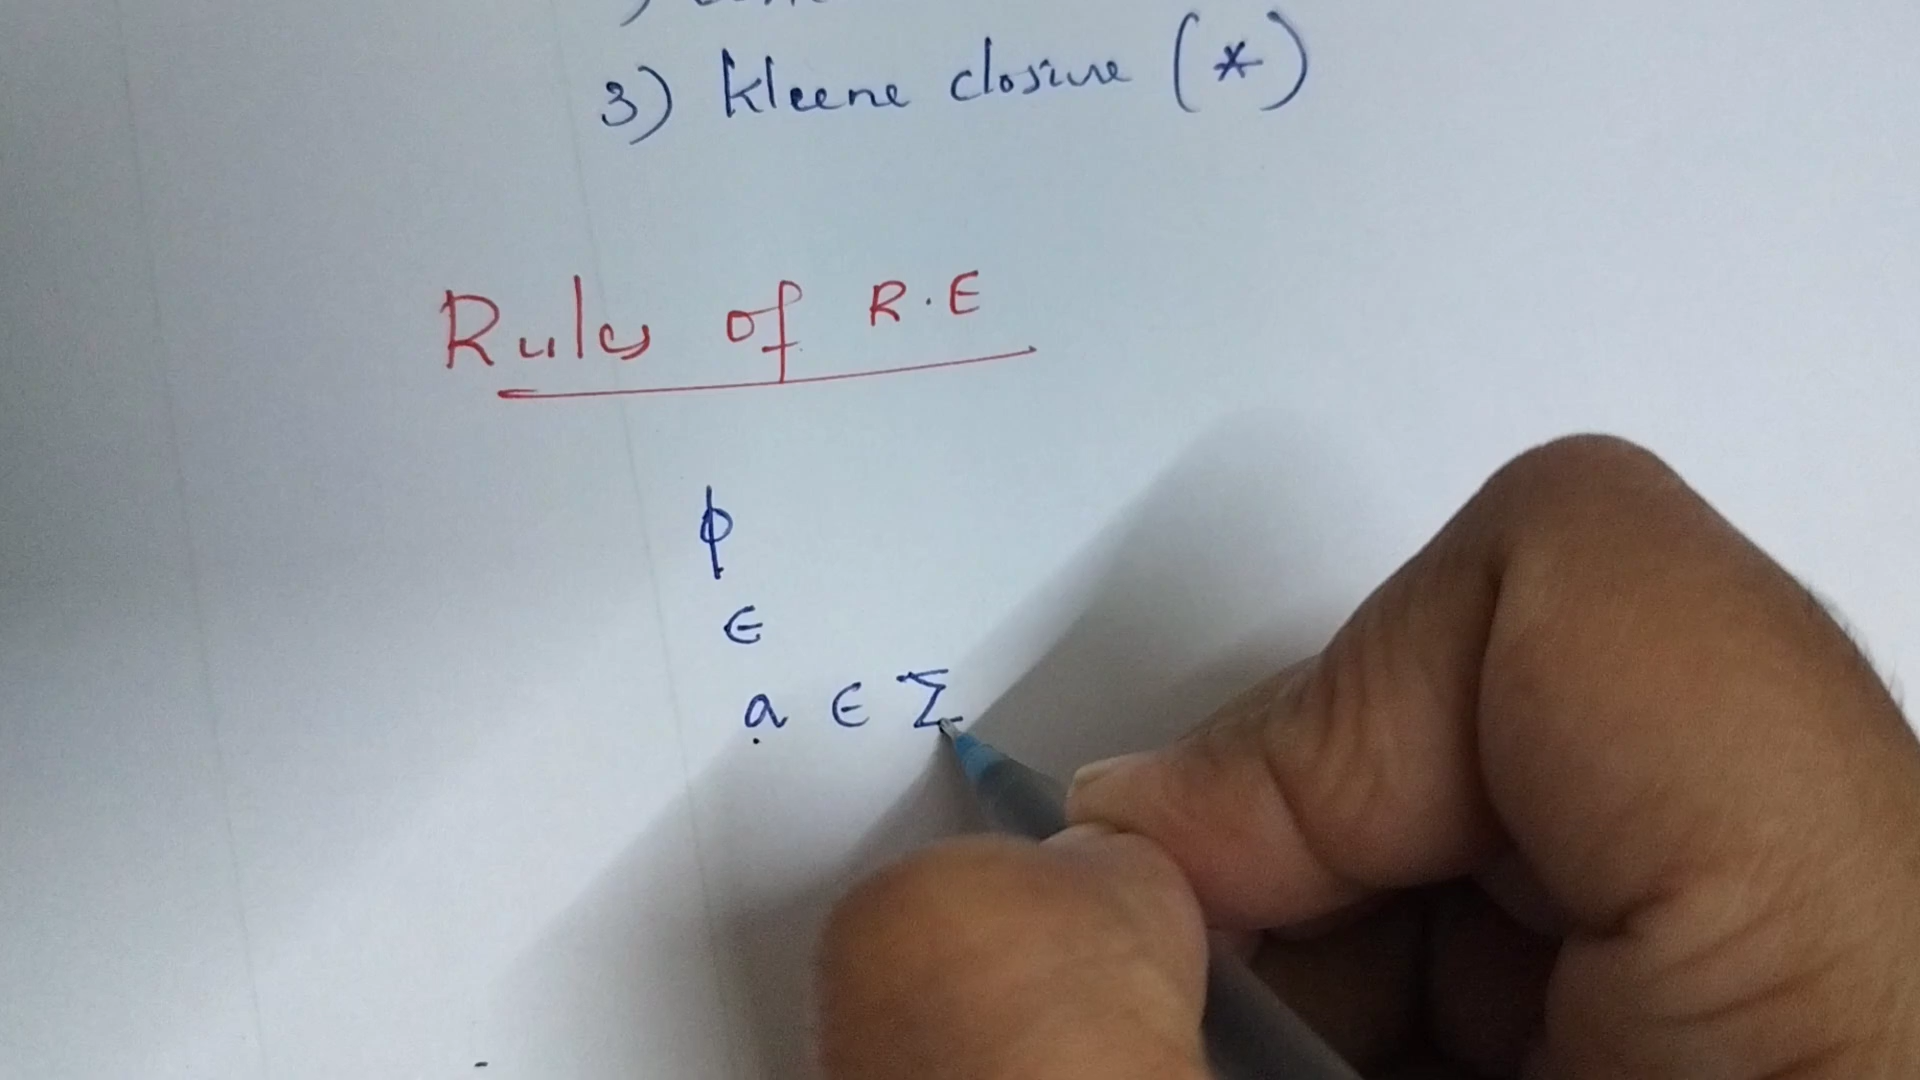 3) Kleene closure (*)
Rules of R.E
ϕ
ϵ
a ∈ Σ